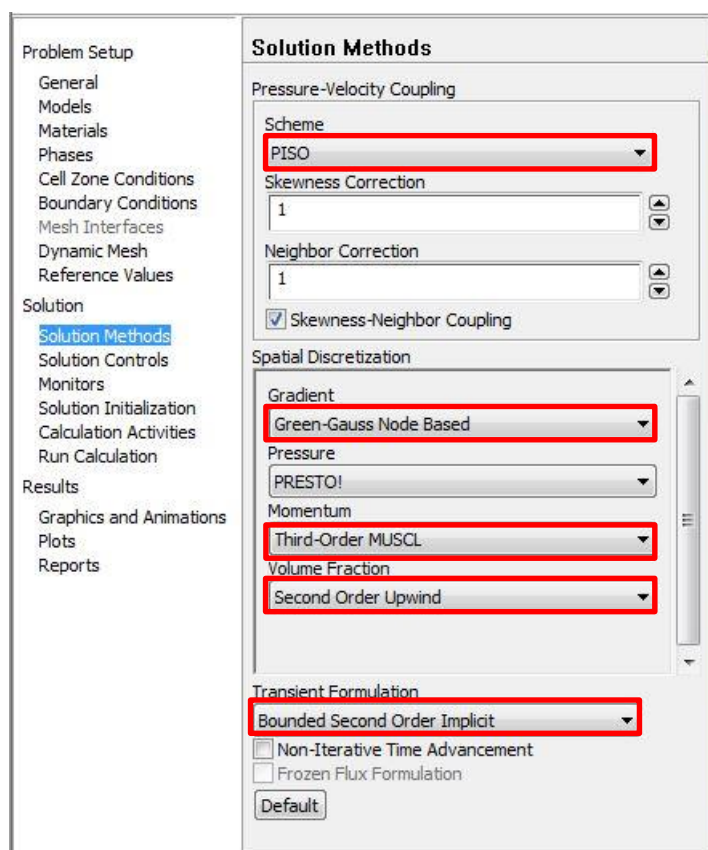 Problem Setup
General
Models
Materials
Phases
Cell Zone Conditions
Boundary Conditions
Mesh Interfaces
Dynamic Mesh
Reference Values
Solution
Solution Methods
Solution Controls
Monitors
Solution Initialization
Calculation Activities
Run Calculation
Results
Graphics and Animations
Plots
Reports
Solution Methods
Pressure-Velocity Coupling
Scheme
PISO
Skewness Correction
1
Neighbor Correction
1
Skewness-Neighbor Coupling
Spatial Discretization
Gradient
Green-Gauss Node Based
Pressure
PRESTO!
Momentum
Third-Order MUSCL
Volume Fraction
Second Order Upwind
Transient Formulation
Bounded Second Order Implicit
Non-Iterative Time Advancement
Frozen Flux Formulation
Default